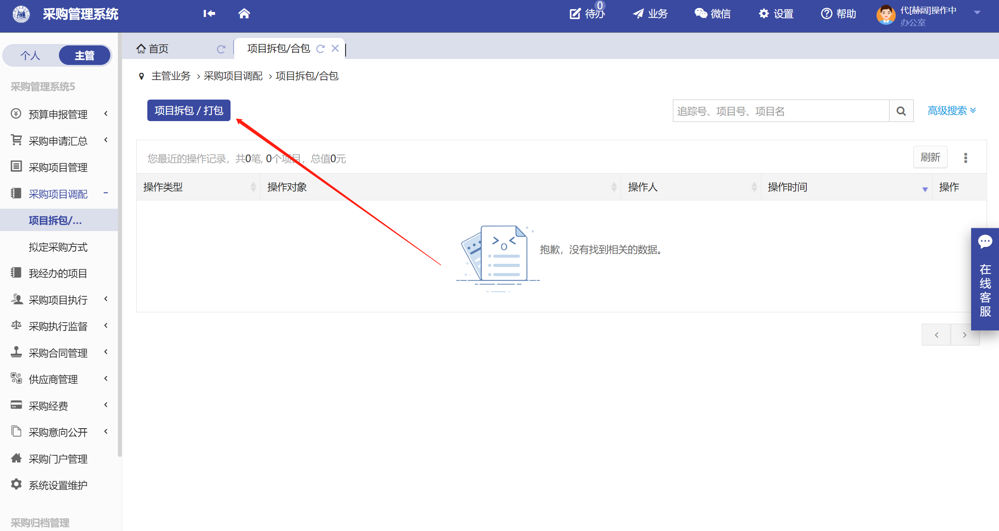 采购管理系统
待办
0
业务
微信
设置
帮助
代[赫阔]操作中
办公室
个人
主管
采购管理系统5
预算申报管理
采购申请汇总
采购项目管理
采购项目调配
项目拆包/...
拟定采购方式
我经办的项目
采购项目执行
采购执行监督
采购合同管理
供应商管理
采购经费
采购意向公开
采购门户管理
系统设置维护
采购归档管理
首页
项目拆包/合包
主管业务 > 采购项目调配 > 项目拆包/合包
项目拆包 / 打包
追踪号、项目号、项目名
高级搜索
您最近的操作记录，共0笔, 0个项目，总值0元
刷新
操作类型 操作对象 操作人 操作时间 操作
抱歉，没有找到相关的数据。
在线客服